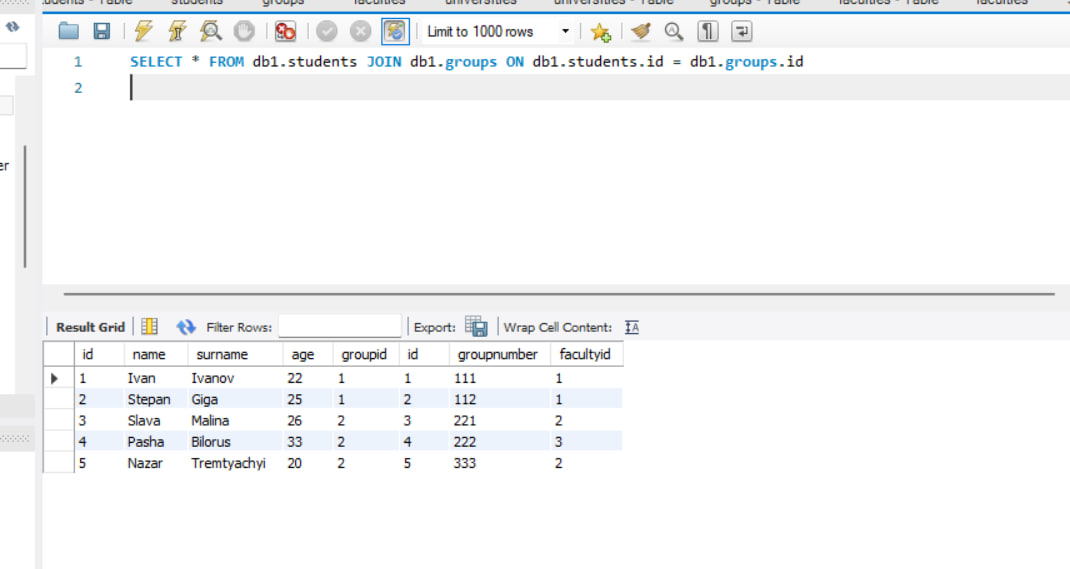 students groups faculties universities universities - Table groups - Table faculties - Table faculties
Limit to 1000 rows
1 SELECT * FROM db1.students JOIN db1.groups ON db1.students.id = db1.groups.id
2
er
Result Grid Filter Rows: Export: Wrap Cell Content: IA
id name surname age groupid id groupnumber facultyid
1 Ivan Ivanov 22 1 1 111 1
2 Stepan Giga 25 1 2 112 1
3 Slava Malina 26 2 3 221 2
4 Pasha Bilorus 33 2 4 222 3
5 Nazar Tremtyachyi 20 2 5 333 2